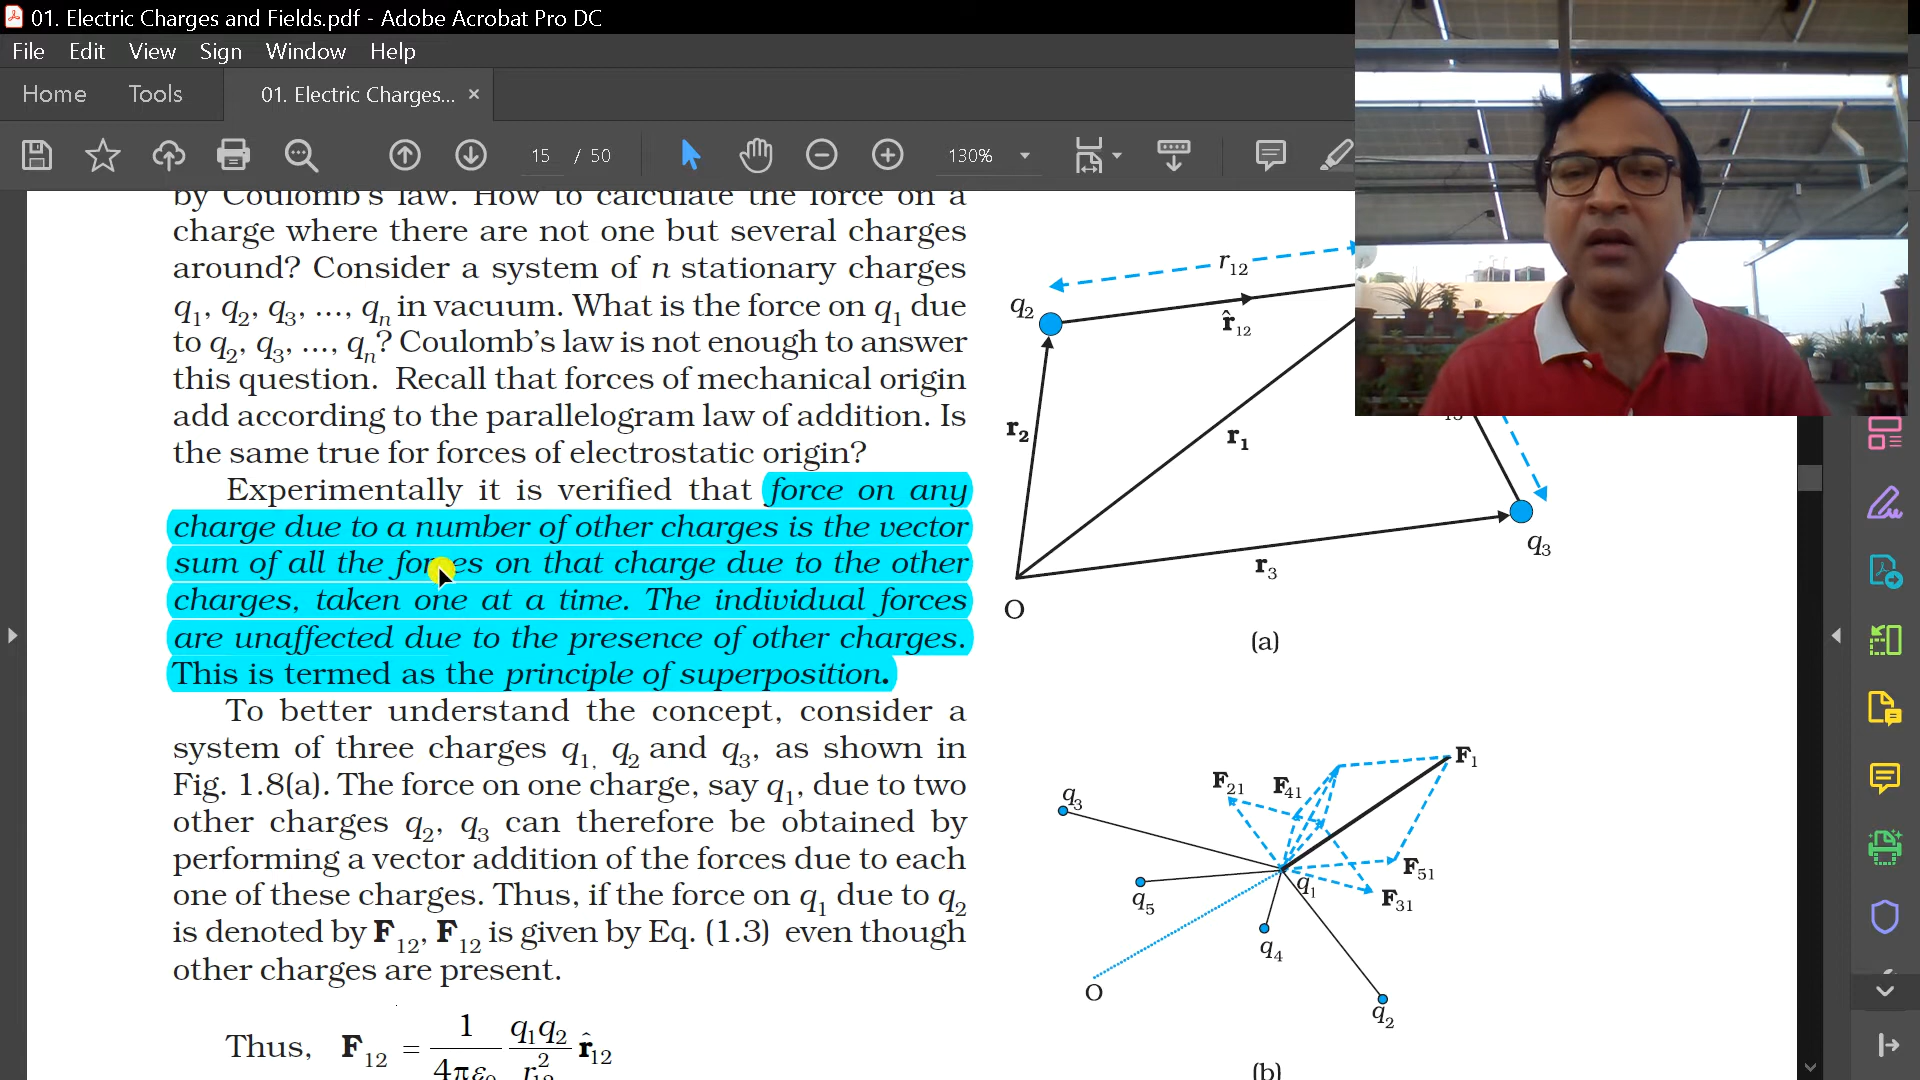 01. Electric Charges and Fields.pdf - Adobe Acrobat Pro DC
File Edit View Sign Window Help
Home Tools 01. Electric Charges... ×
15 / 50 130%
by Coulomb's law. How to calculate the force on a
charge where there are not one but several charges
around? Consider a system of n stationary charges
q1, q2, q3, ..., qn in vacuum. What is the force on q1 due
to q2, q3, ..., qn? Coulomb's law is not enough to answer
this question. Recall that forces of mechanical origin
add according to the parallelogram law of addition. Is
the same true for forces of electrostatic origin?
Experimentally it is verified that force on any
charge due to a number of other charges is the vector
sum of all the forces on that charge due to the other
charges, taken one at a time. The individual forces
are unaffected due to the presence of other charges.
This is termed as the principle of superposition.
To better understand the concept, consider a
system of three charges q1, q2 and q3, as shown in
Fig. 1.8(a). The force on one charge, say q1, due to two
other charges q2, q3 can therefore be obtained by
performing a vector addition of the forces due to each
one of these charges. Thus, if the force on q1 due to q2
is denoted by F12, F12 is given by Eq. (1.3) even though
other charges are present.
Thus, F12 = 1/4πε0 q1q2/r12² r̂12
r12
q2
r̂12
r2
r1
q3
r3
O
(a)
F1
F21 F41
q3
F51
q1
F31
q5
q4
O
q2
(b)